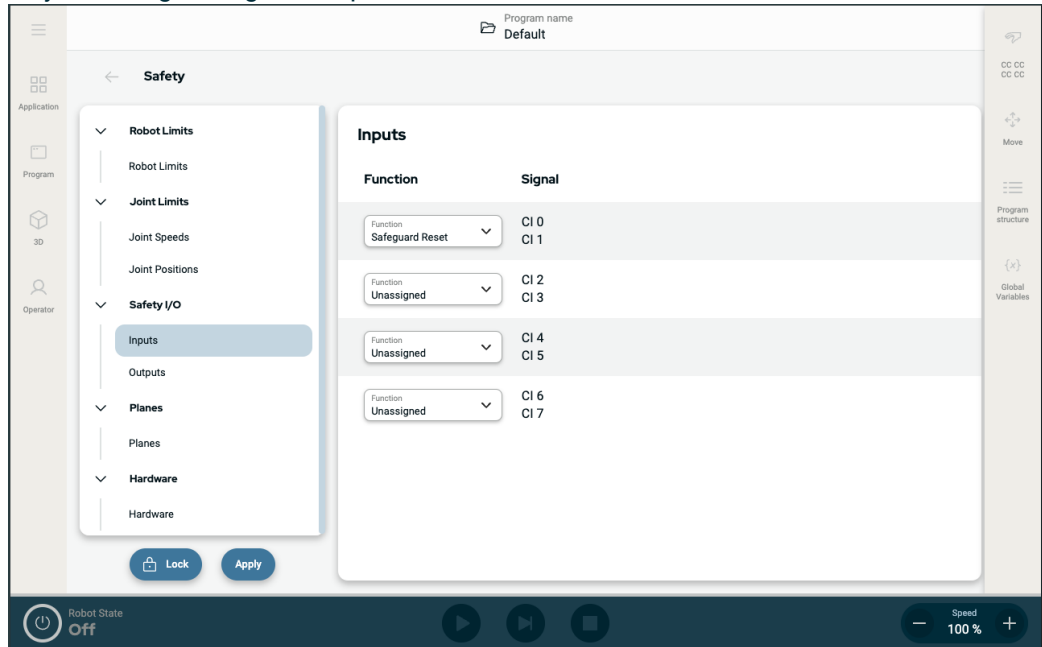 Program name
Default
Application
Program
3D
Operator
Safety
Robot Limits
Robot Limits
Joint Limits
Joint Speeds
Joint Positions
Safety I/O
Inputs
Outputs
Planes
Planes
Hardware
Hardware
Lock
Apply
Inputs
Function Signal
Function
Safeguard Reset
CI 0
CI 1
Function
Unassigned
CI 2
CI 3
Function
Unassigned
CI 4
CI 5
Function
Unassigned
CI 6
CI 7
CC CC
CC CC
Move
Program
structure
{x}
Global
Variables
Robot State
Off
Speed
100 %